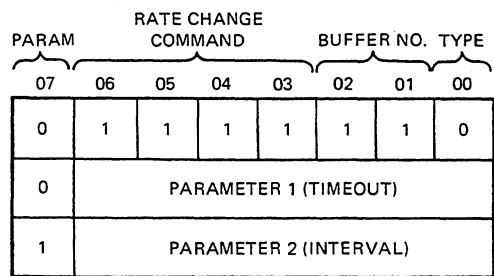 RATE CHANGE
PARAM COMMAND BUFFER NO. TYPE
07 06 05 04 03 02 01 00
0 1 1 1 1 1 1 0
0 PARAMETER 1 (TIMEOUT)
1 PARAMETER 2 (INTERVAL)